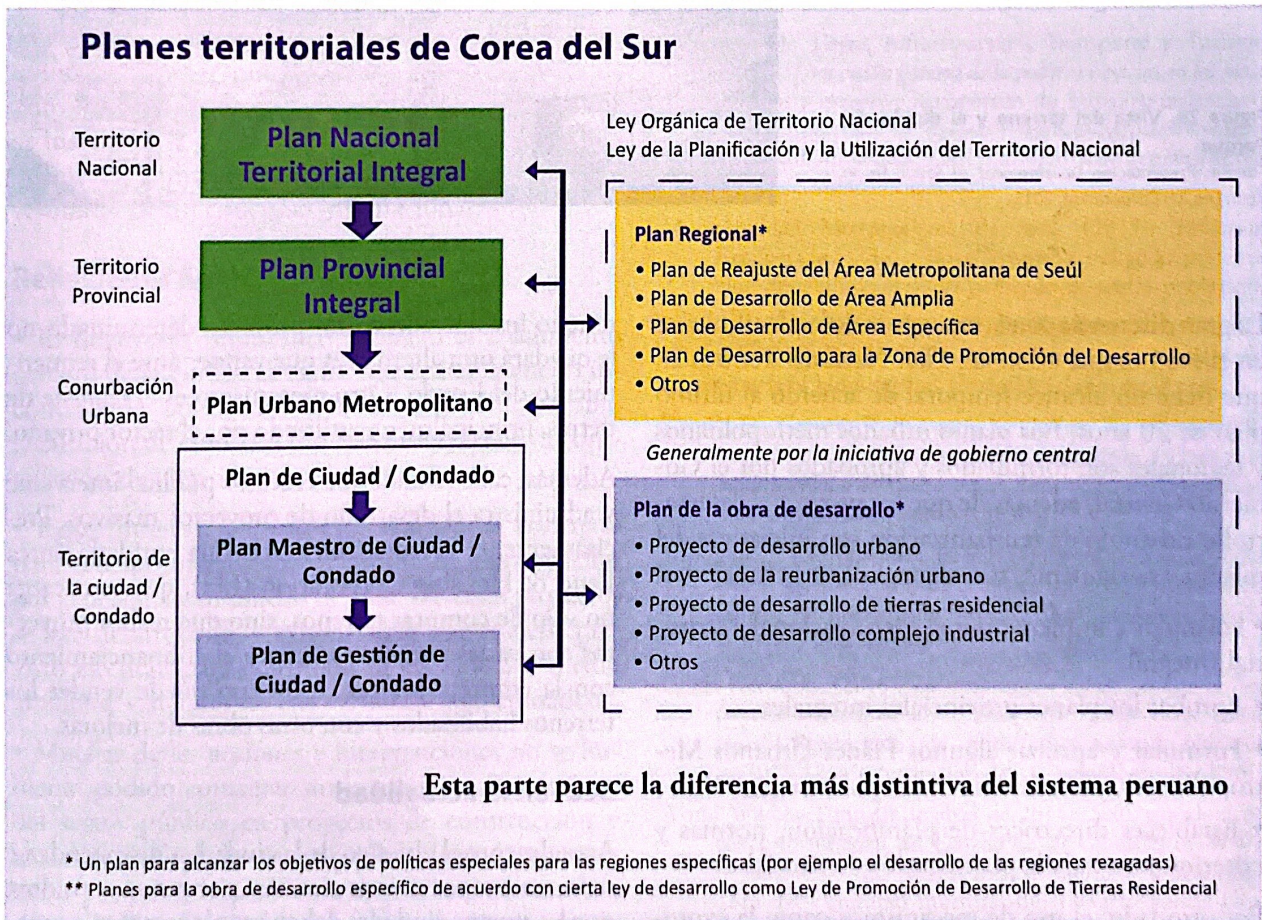 Planes territoriales de Corea del Sur
Territorio
Nacional
Plan Nacional
Territorial Integral
Ley Orgánica de Territorio Nacional
Ley de la Planificación y la Utilización del Territorio Nacional
Territorio
Provincial
Plan Provincial
Integral
Plan Regional*
• Plan de Reajuste del Área Metropolitana de Seúl
• Plan de Desarrollo de Área Amplia
• Plan de Desarrollo de Área Específica
• Plan de Desarrollo para la Zona de Promoción del Desarrollo
• Otros
Conurbación
Urbana
Plan Urbano Metropolitano
Generalmente por la iniciativa de gobierno central
Territorio de
la ciudad /
Condado
Plan de Ciudad / Condado
Plan Maestro de Ciudad /
Condado
Plan de Gestión de
Ciudad / Condado
Plan de la obra de desarrollo*
• Proyecto de desarrollo urbano
• Proyecto de la reurbanización urbano
• Proyecto de desarrollo de tierras residencial
• Proyecto de desarrollo complejo industrial
• Otros
Esta parte parece la diferencia más distintiva del sistema peruano
* Un plan para alcanzar los objetivos de políticas especiales para las regiones específicas (por ejemplo el desarrollo de las regiones rezagadas)
** Planes para la obra de desarrollo específico de acuerdo con cierta ley de desarrollo como Ley de Promoción de Desarrollo de Tierras Residencial